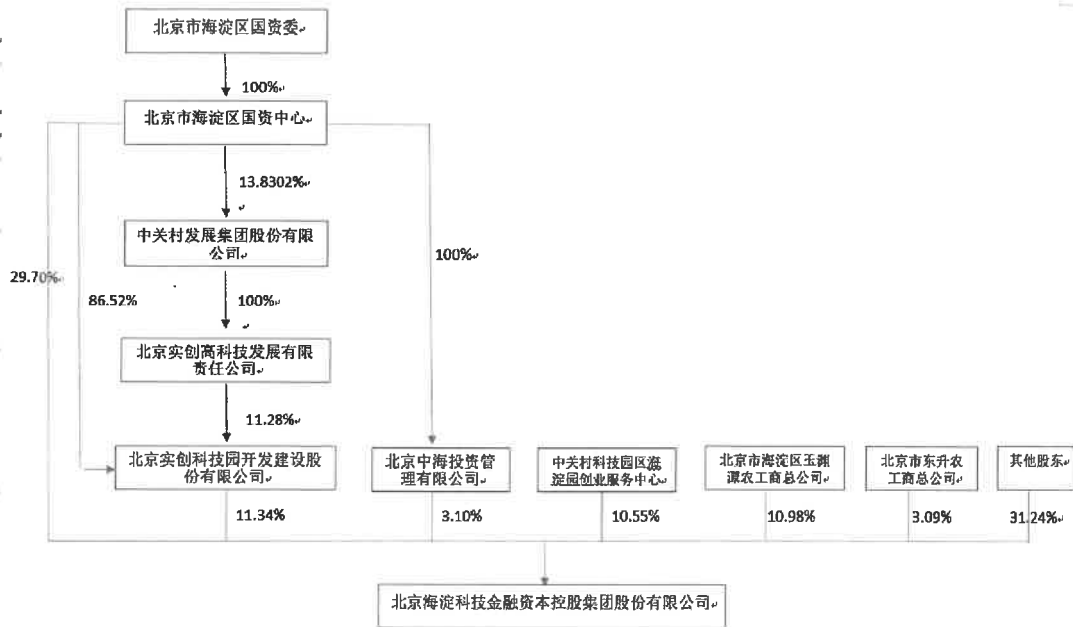 北京市海淀区国资委
100%
北京市海淀区国资中心
13.8302%
中关村发展集团股份有限
公司
29.70%
86.52%
100%
100%
北京实创高科技发展有限
责任公司
11.28%
北京实创科技园开发建设股
份有限公司
北京中海投资管
理有限公司
中关村科技园区海
淀园创业服务中心
北京市海淀区玉渊
潭农工商总公司
北京市东升农
工商总公司
其他股东
11.34%
3.10%
10.55%
10.98%
3.09%
31.24%
北京海淀科技金融资本控股集团股份有限公司